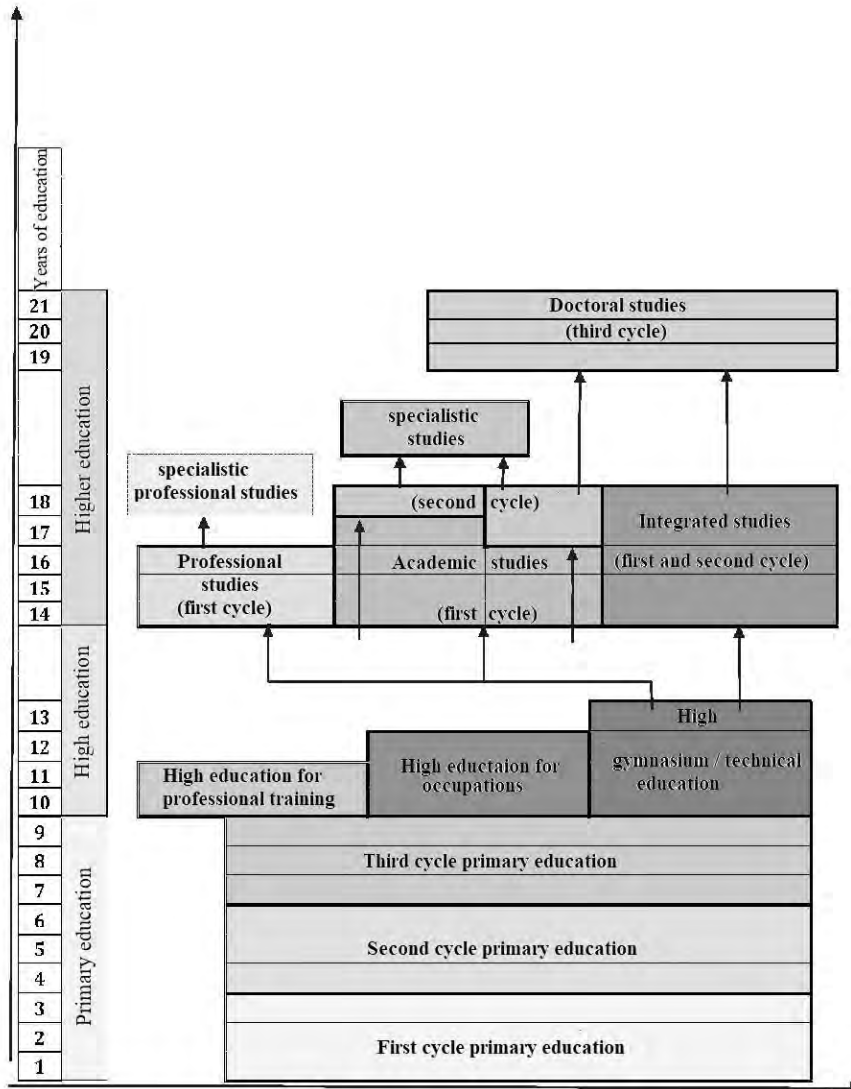 Years of education
21
Doctoral studies
20
(third cycle)
19
Higher education
specialistic
studies
specialistic
professional studies
18
(second cycle)
17
Integrated studies
16
Professional
Academic studies
(first and second cycle)
15
studies
14
(first cycle)
(first cycle)
High education
13
High
12
gymnasium / technical
education
High eductaion for
occupations
11
High education for
professional training
10
Primary education
9
8
Third cycle primary education
7
6
5
Second cycle primary education
4
3
2
First cycle primary education
1